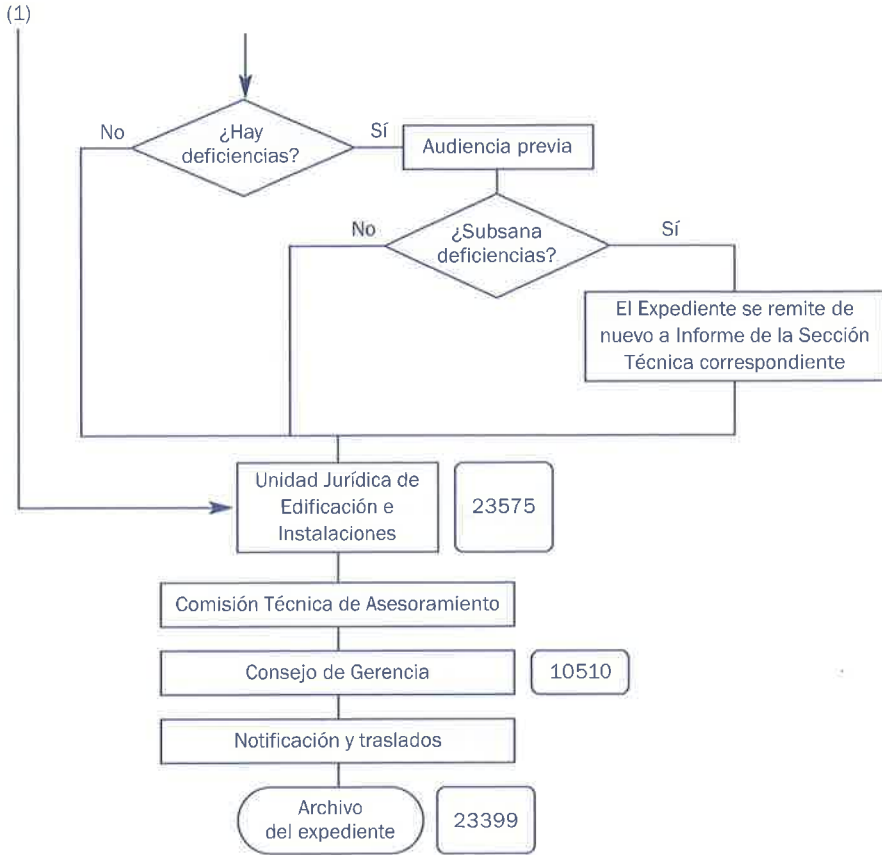 (1)
¿Hay
deficiencias?
No
Sí
Audiencia previa
¿Subsana
deficiencias?
No
Sí
El Expediente se remite de
nuevo a Informe de la Sección
Técnica correspondiente
Unidad Jurídica de
Edificación e
Instalaciones
23575
Comisión Técnica de Asesoramiento
Consejo de Gerencia
10510
Notificación y traslados
Archivo
del expediente
23399